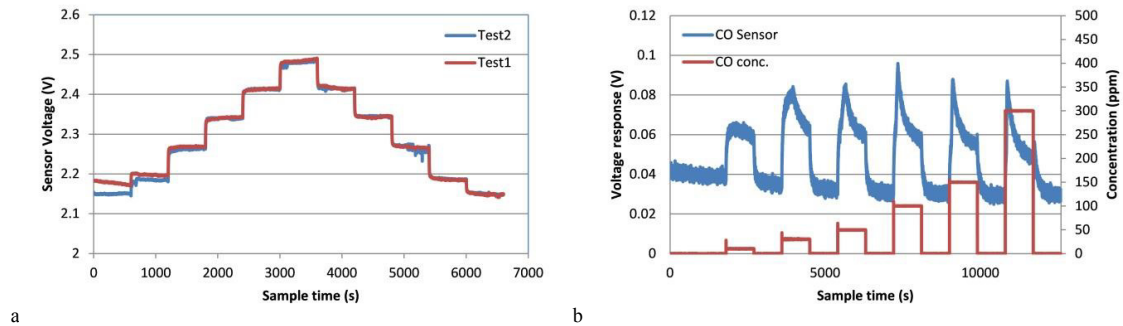 2.6
2.5
2.4
2.3
2.2
2.1
2
Sensor Voltage (V)
Test2
Test1
0 1000 2000 3000 4000 5000 6000 7000
Sample time (s)
a
0.12
0.1
0.08
0.06
0.04
0.02
0
Voltage response (V)
CO Sensor
CO conc.
500
450
400
350
300
250
200
150
100
50
0
Concentration (ppm)
0 5000 10000
Sample time (s)
b